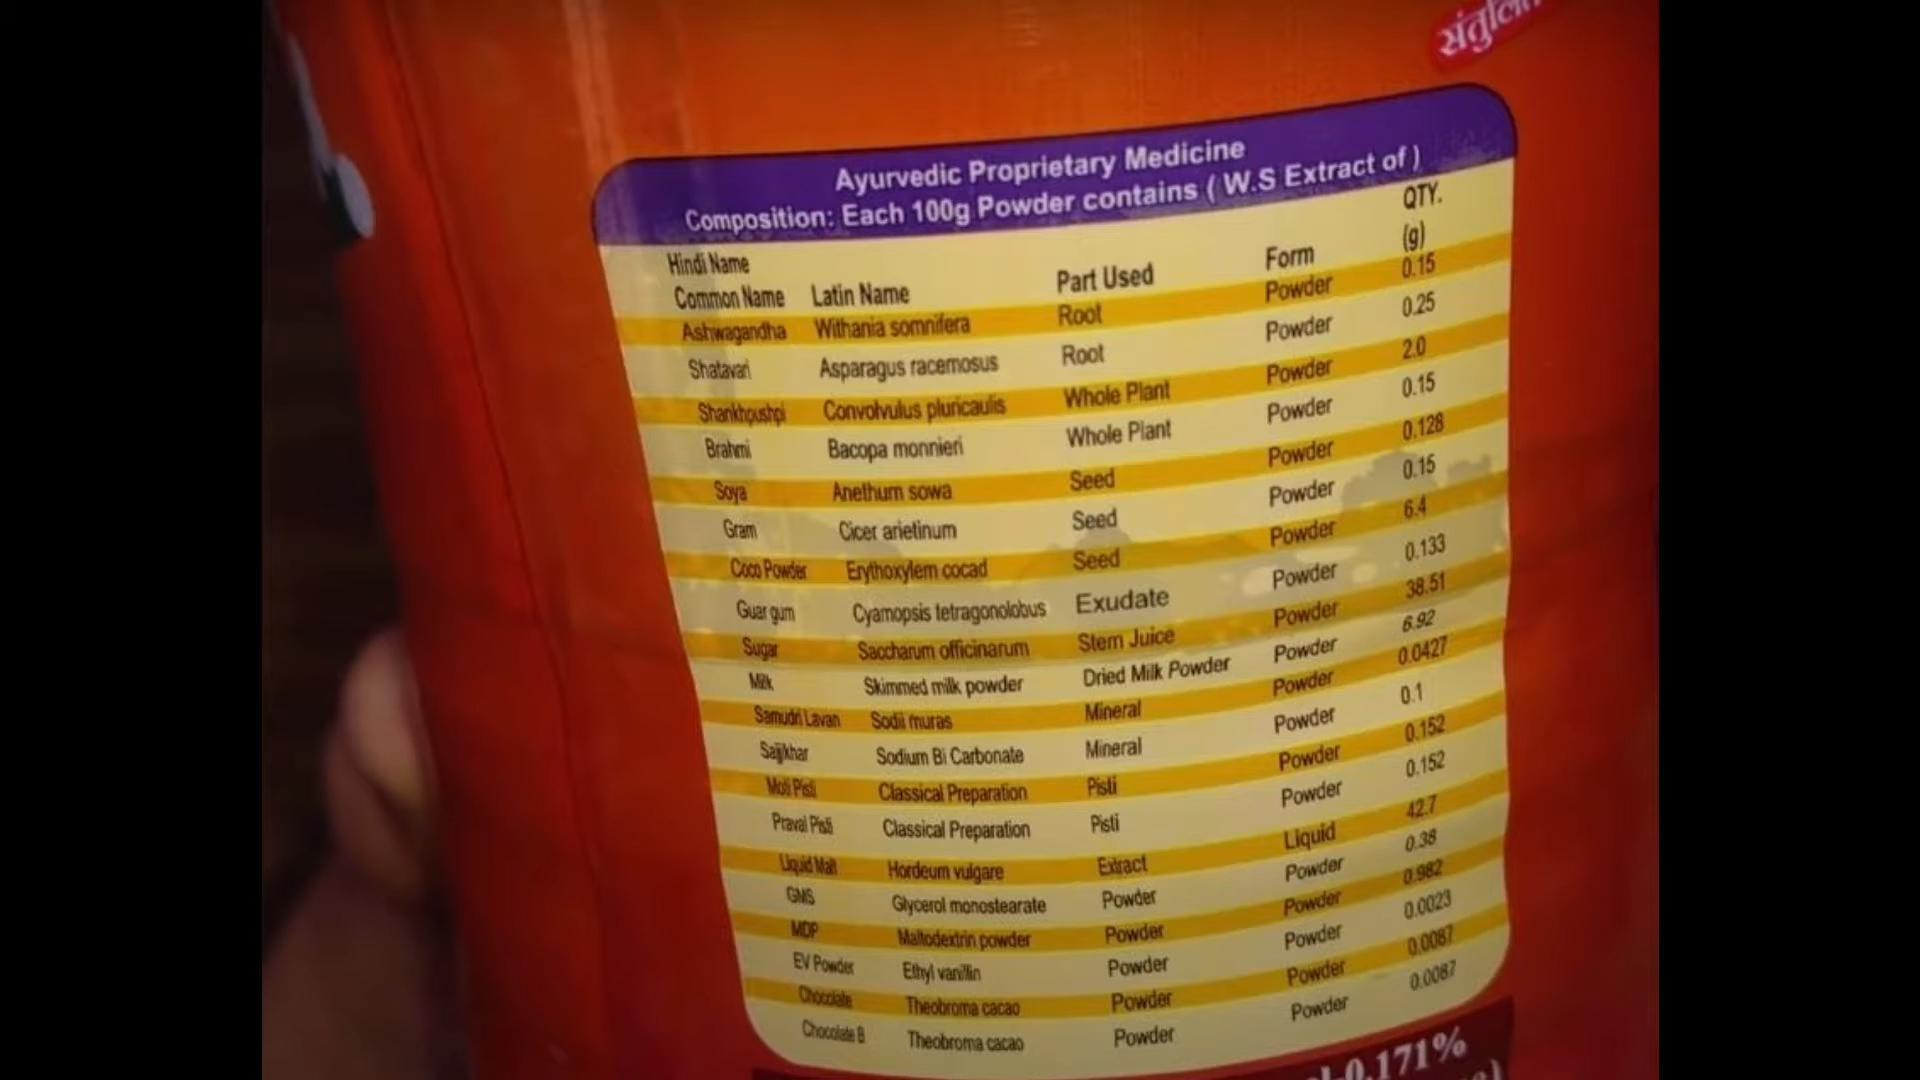 संतुलित
Ayurvedic Proprietary Medicine
Composition: Each 100g Powder contains ( W.S Extract of )
Hindi Name
Common Name Latin Name Part Used Form QTY. (g)
Ashwagandha Withania somnifera Root Powder 0.15
Shatavari Asparagus racemosus Root Powder 0.25
Shankhpushpi Convolvulus pluricaulis Whole Plant Powder 2.0
Brahmi Bacopa monnieri Whole Plant Powder 0.15
Soya Anethum sowa Seed Powder 0.128
Gram Cicer arietinum Seed Powder 0.15
Coco Powder Erythoxylem cocad Seed Powder 6.4
Guar gum Cyamopsis tetragonolobus Exudate Powder 0.133
Sugar Saccharum officinarum Stem Juice Powder 38.51
Milk Skimmed milk powder Dried Milk Powder Powder 6.92
Samudri Lavan Sodii muras Mineral Powder 0.0427
Sajjikhar Sodium Bi Carbonate Mineral Powder 0.1
Moti Pisti Classical Preparation Pisti Powder 0.152
Praval Pisti Classical Preparation Pisti Powder 0.152
Liquid Malt Hordeum vulgare Extract Liquid 42.7
GMS Glycerol monostearate Powder Powder 0.38
MDP Maltodextrin powder Powder Powder 0.982
EV Powder Ethyl vanillin Powder Powder 0.0023
Chocolate Theobroma cacao Powder Powder 0.0087
Chocolate B Theobroma cacao Powder Powder 0.0087
0.171%